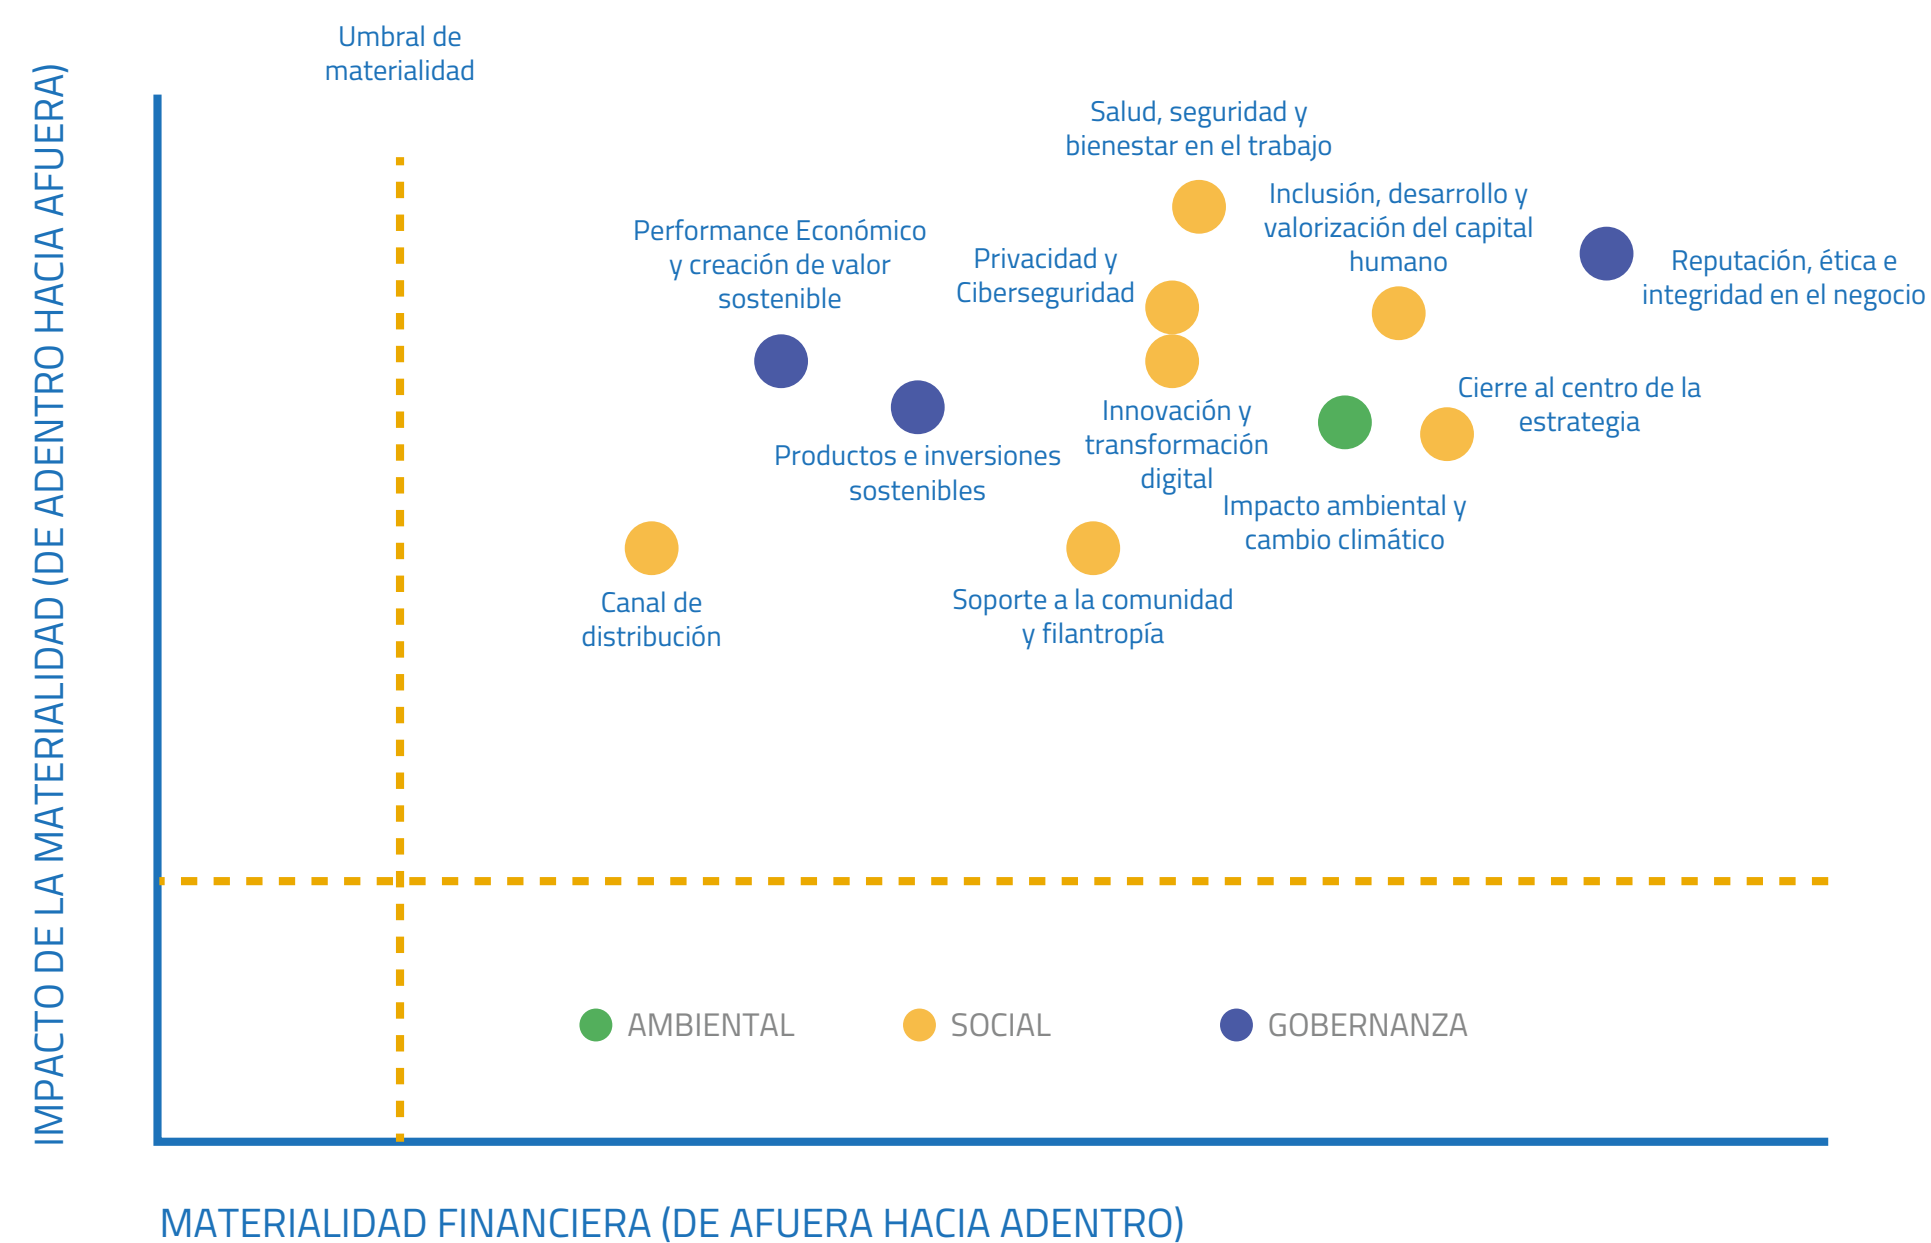 Umbral de
materialidad
IMPACTO DE LA MATERIALIDAD (DE ADENTRO HACIA AFUERA)
Salud, seguridad y
bienestar en el trabajo
Inclusión, desarrollo y
valorización del capital
humano
Performance Económico
y creación de valor
sostenible
Privacidad y
Ciberseguridad
Reputación, ética e
integridad en el negocio
Cierre al centro de la
estrategia
Innovación y
transformación
digital
Productos e inversiones
sostenibles
Impacto ambiental y
cambio climático
Canal de
distribución
Soporte a la comunidad
y filantropía
AMBIENTAL
SOCIAL
GOBERNANZA
MATERIALIDAD FINANCIERA (DE AFUERA HACIA ADENTRO)